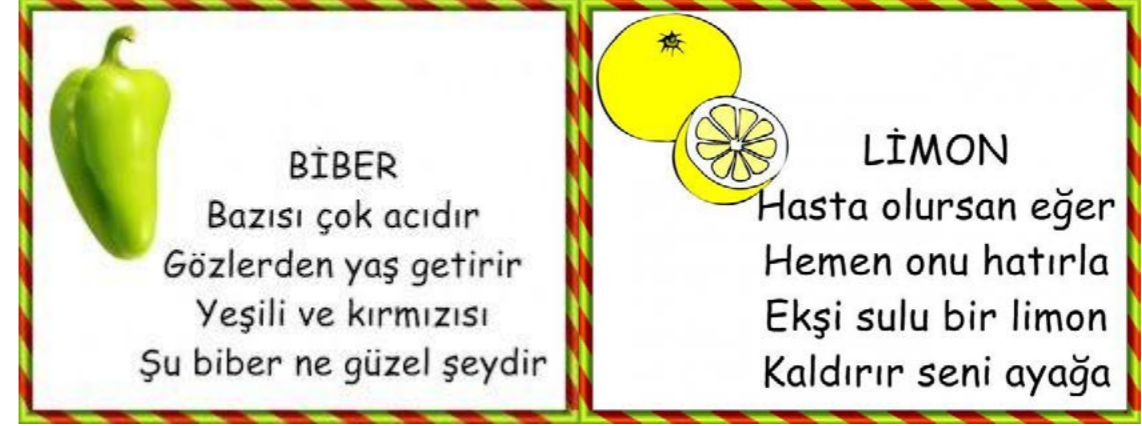 BİBER
Bazısı çok acıdır
Gözlerden yaş getirir
Yeşili ve kırmızısı
Şu biber ne güzel şeydir
LİMON
Hasta olursan eğer
Hemen onu hatırla
Ekşi sulu bir limon
Kaldırır seni ayağa